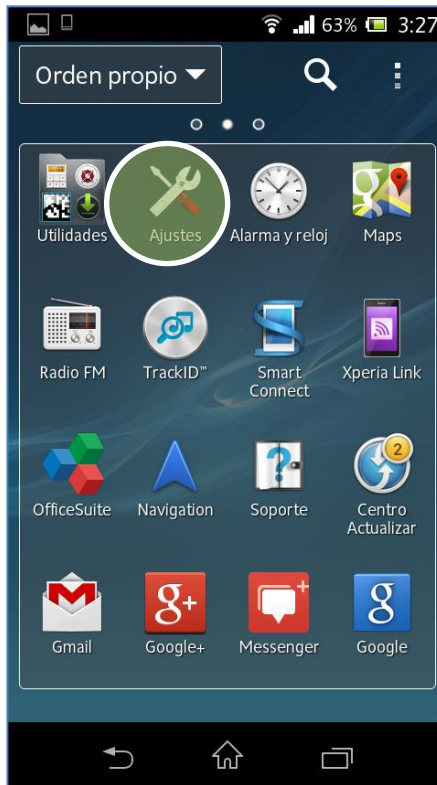 63% 3:27
Orden propio
Utilidades Ajustes Alarma y reloj Maps
Radio FM TrackID™ Smart Connect Xperia Link
2
OfficeSuite Navigation Soporte Centro Actualizar
Gmail Google+ Messenger Google